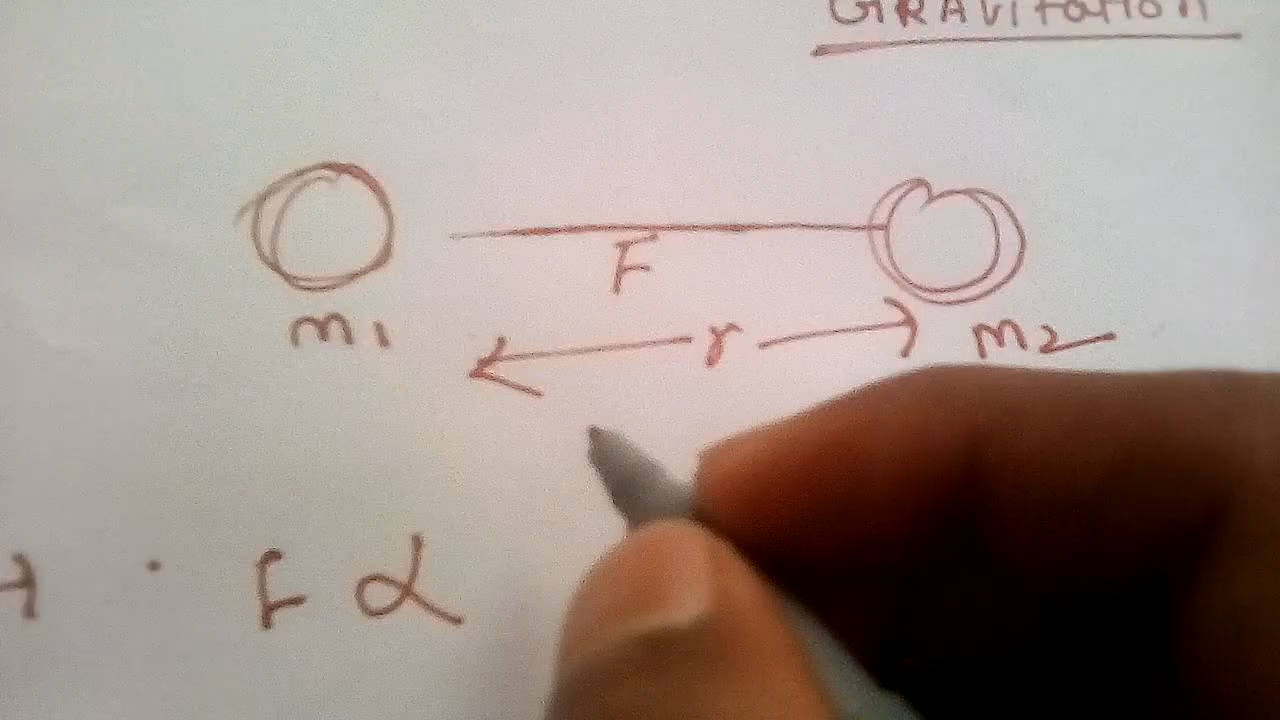 GRAVitation
F
r
m1 m2
F α